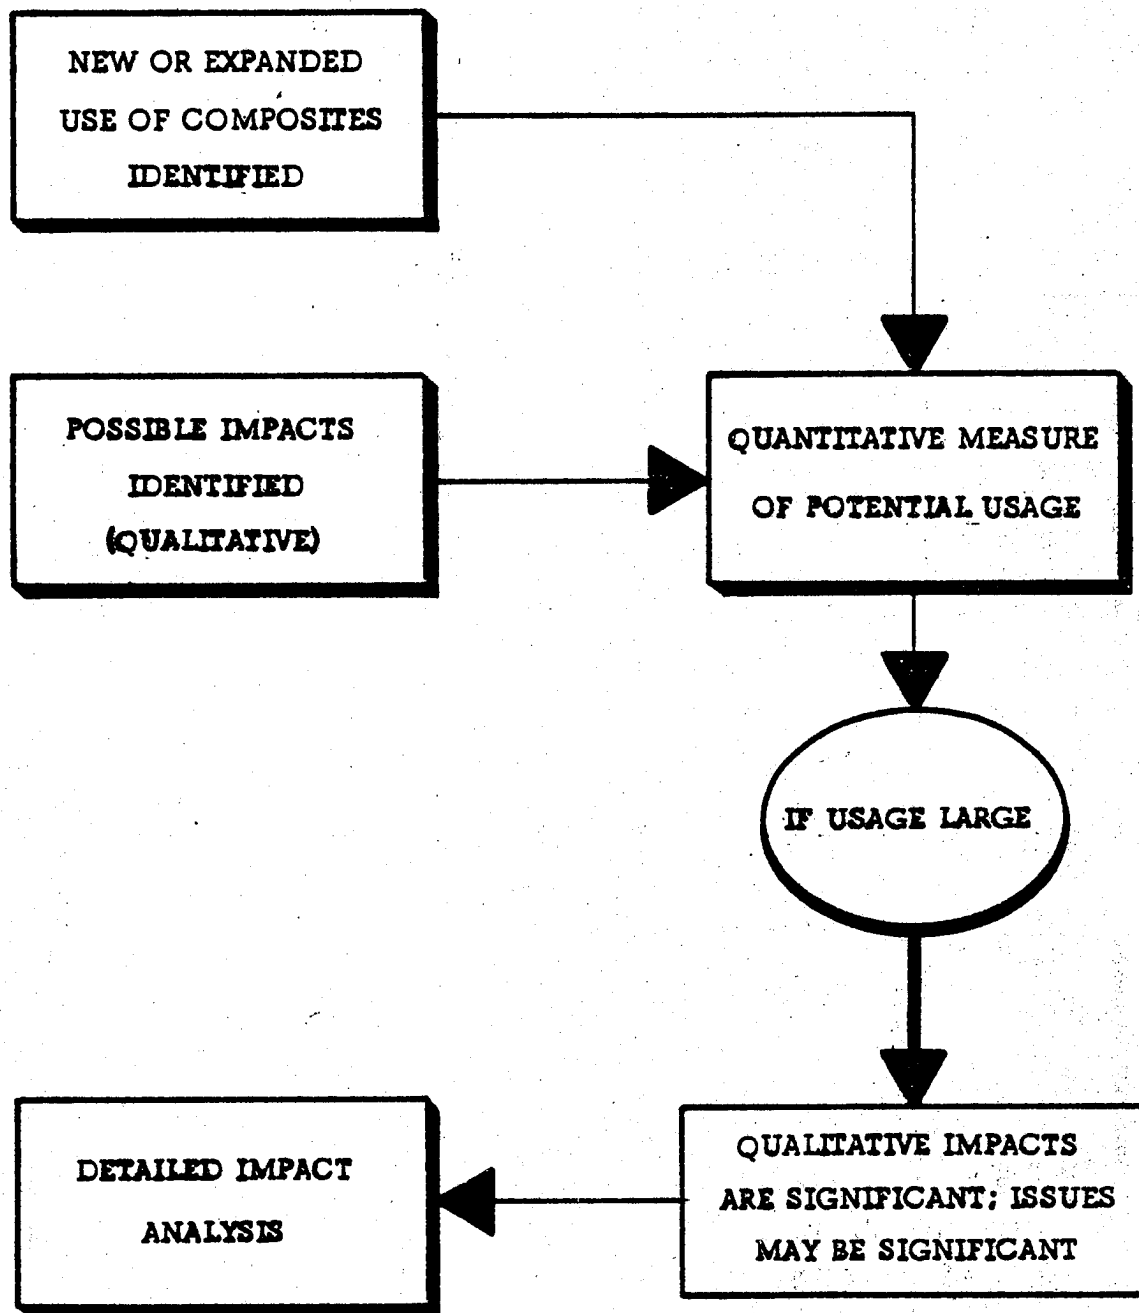 NEW OR EXPANDED
USE OF COMPOSITES
IDENTIFIED
POSSIBLE IMPACTS
IDENTIFIED
(QUALITATIVE)
QUANTITATIVE MEASURE
OF POTENTIAL USAGE
IF USAGE LARGE
QUALITATIVE IMPACTS
ARE SIGNIFICANT; ISSUES
MAY BE SIGNIFICANT
DETAILED IMPACT
ANALYSIS